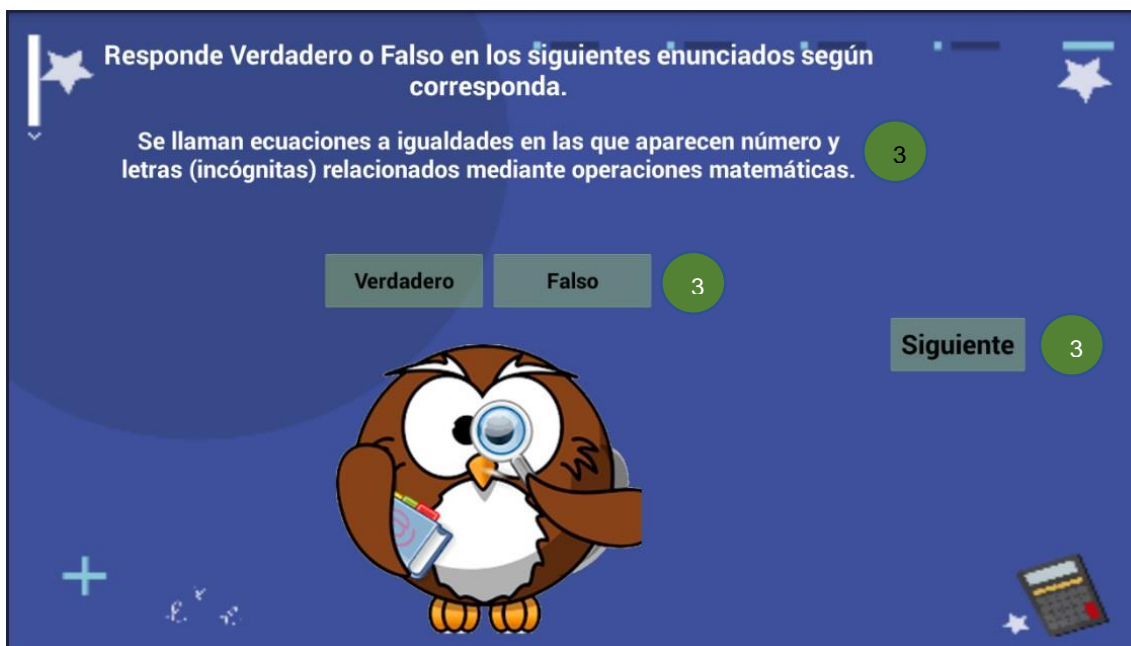 Responde Verdadero o Falso en los siguientes enunciados según
corresponda.
Se llaman ecuaciones a igualdades en las que aparecen número y
letras (incógnitas) relacionados mediante operaciones matemáticas.
3
Verdadero
Falso
3
Siguiente
3